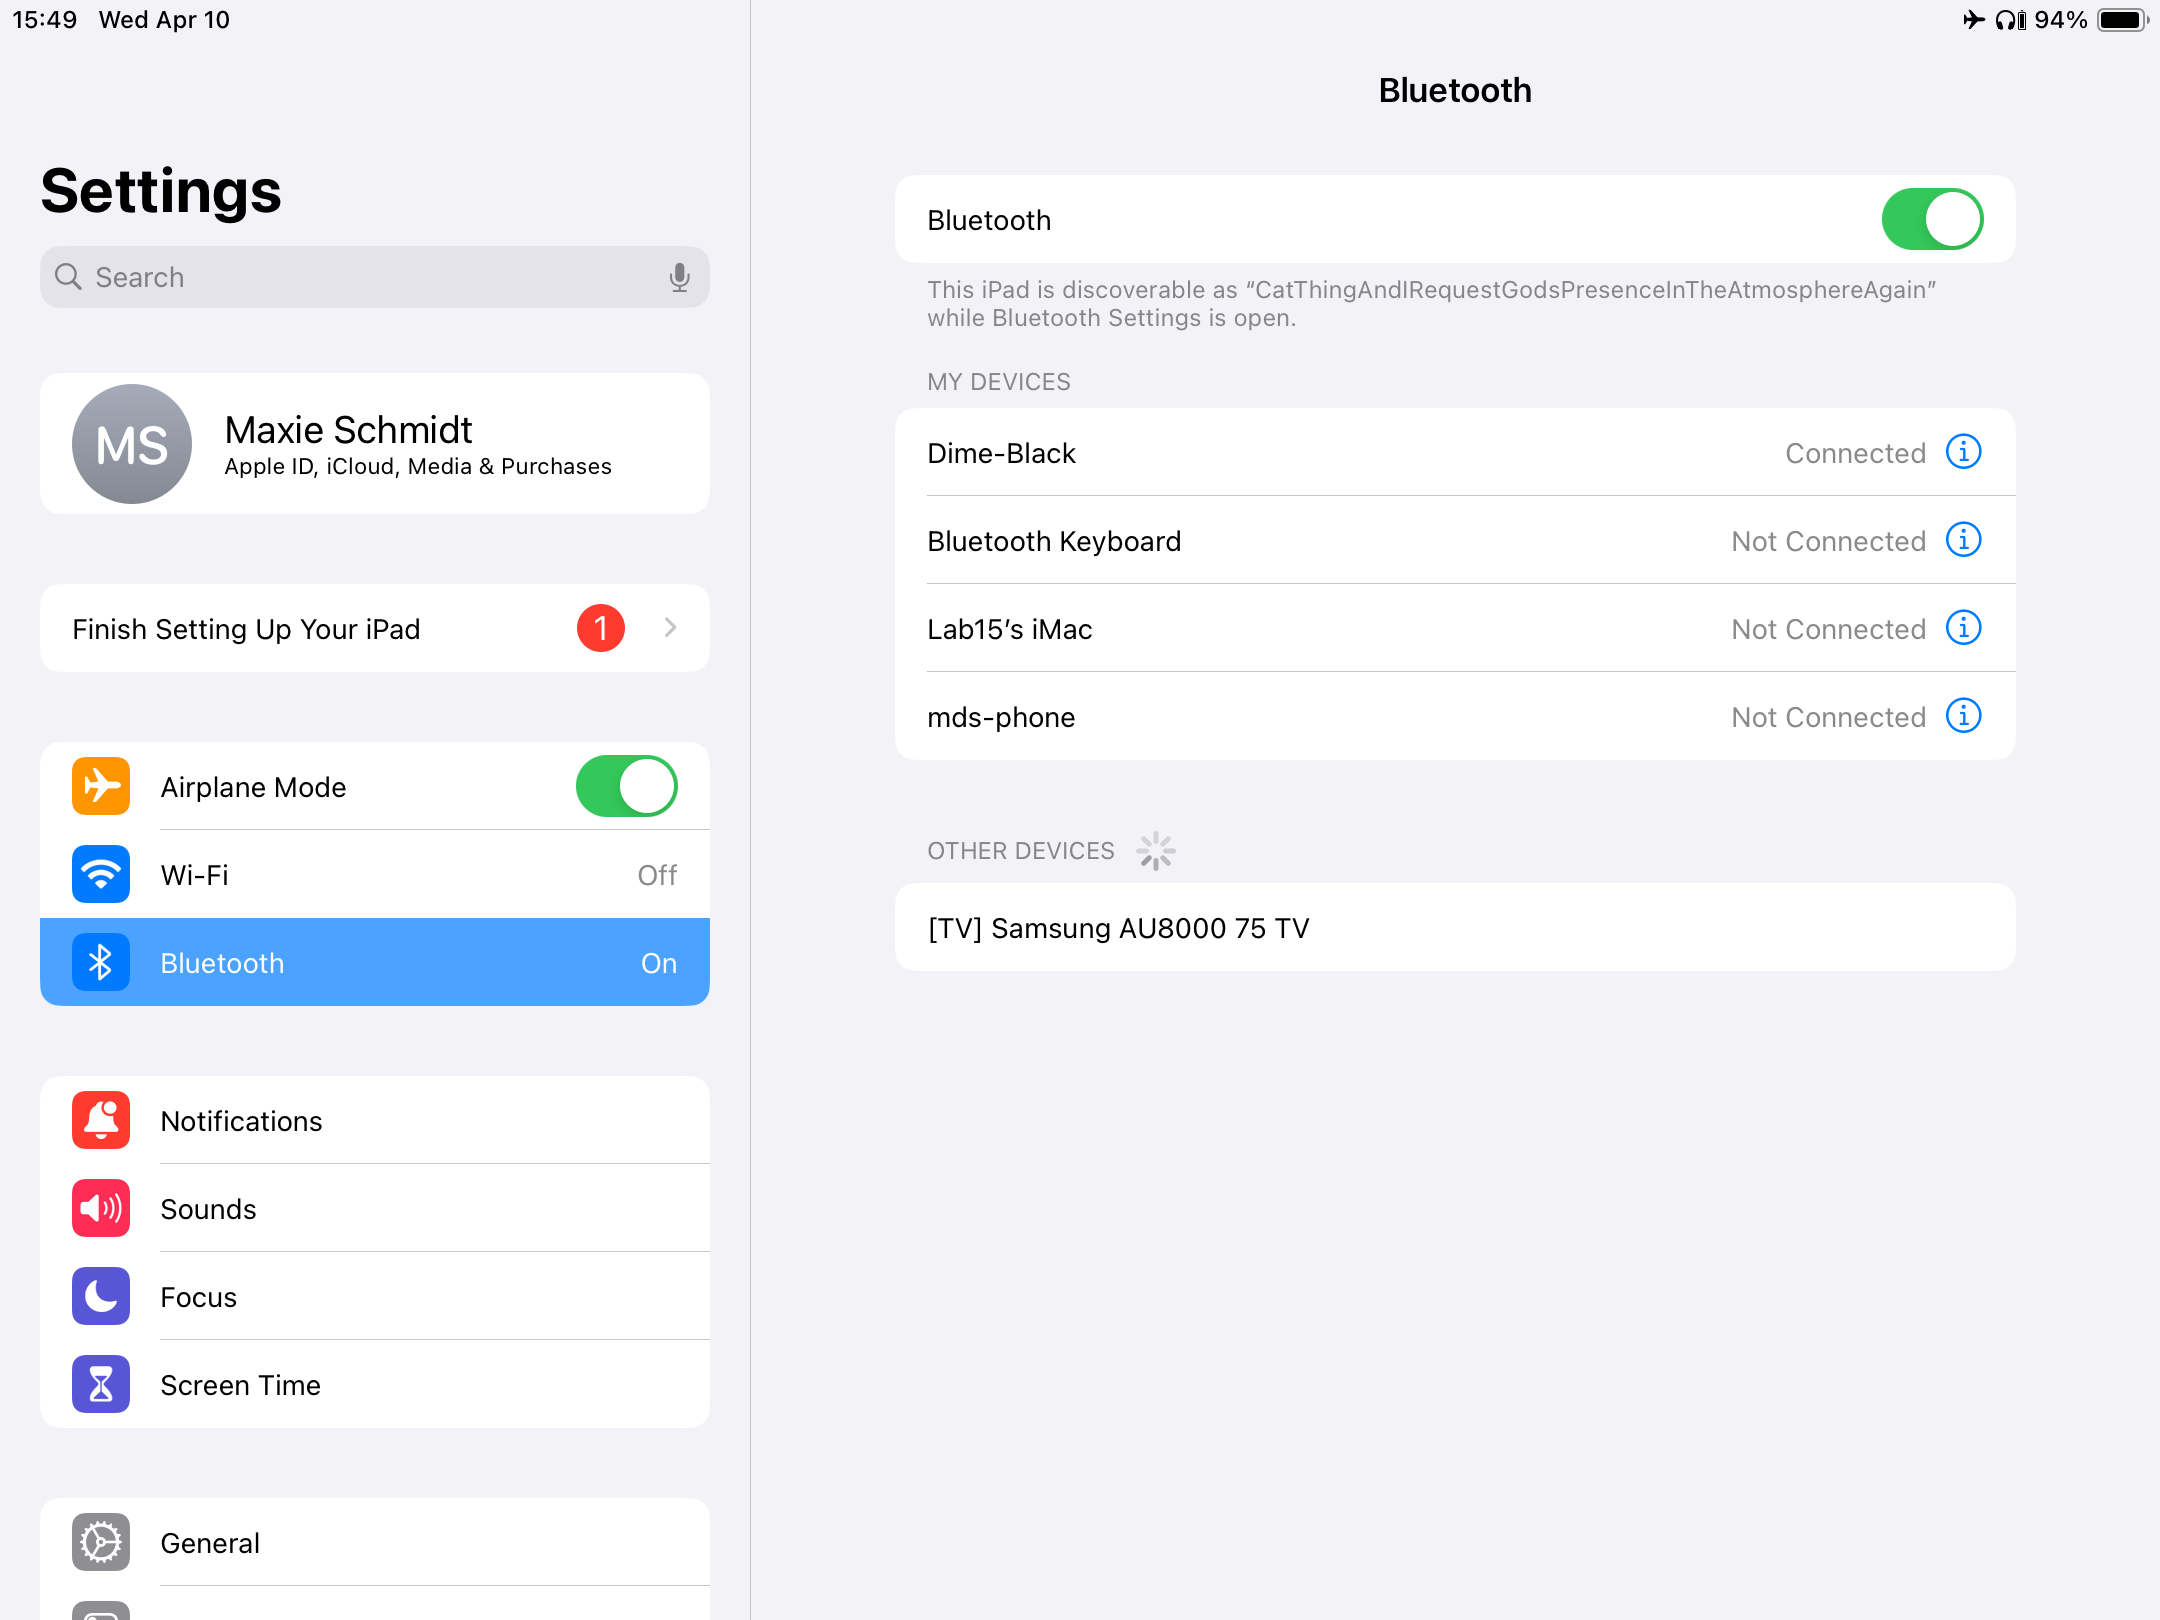 15:49 Wed Apr 10
94%
Settings
Search
MS
Maxie Schmidt
Apple ID, iCloud, Media & Purchases
Finish Setting Up Your iPad 1
Airplane Mode
Wi-Fi Off
Bluetooth On
Notifications
Sounds
Focus
Screen Time
General
Bluetooth
Bluetooth
This iPad is discoverable as “CatThingAndIRequestGodsPresenceInTheAtmosphereAgain”
while Bluetooth Settings is open.
MY DEVICES
Dime-Black Connected
Bluetooth Keyboard Not Connected
Lab15’s iMac Not Connected
mds-phone Not Connected
OTHER DEVICES
[TV] Samsung AU8000 75 TV